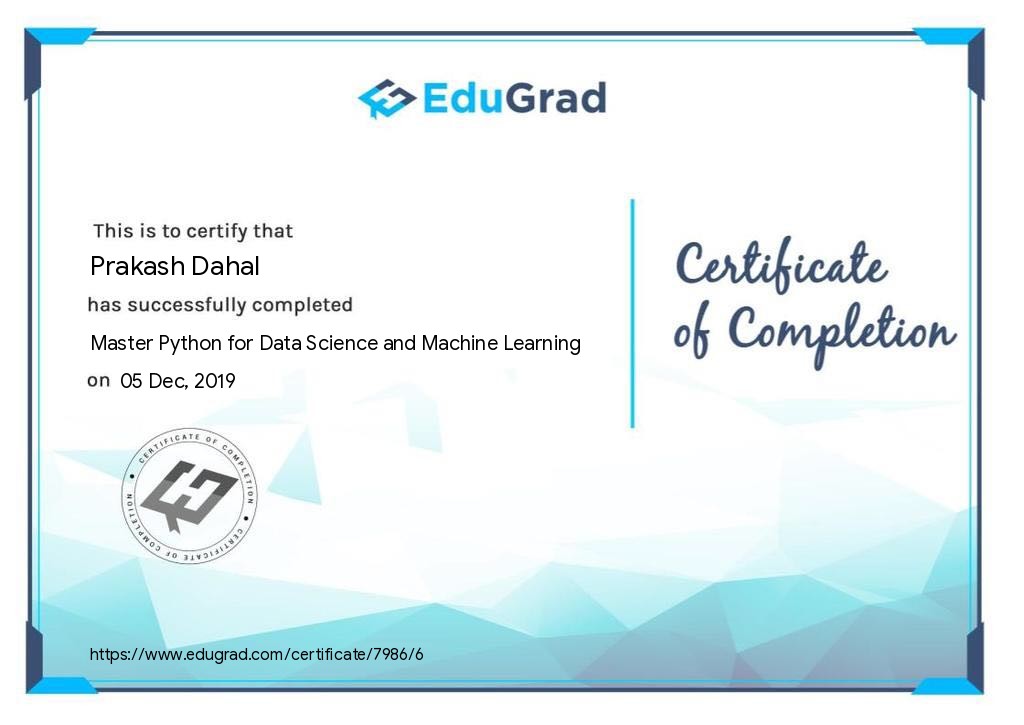 EduGrad
This is to certify that
Prakash Dahal
has successfully completed
Master Python for Data Science and Machine Learning
on 05 Dec, 2019
Certificate
of Completion
CERTIFICATE OF COMPLETION
CERTIFICATE OF COMPLETION
https://www.edugrad.com/certificate/7986/6